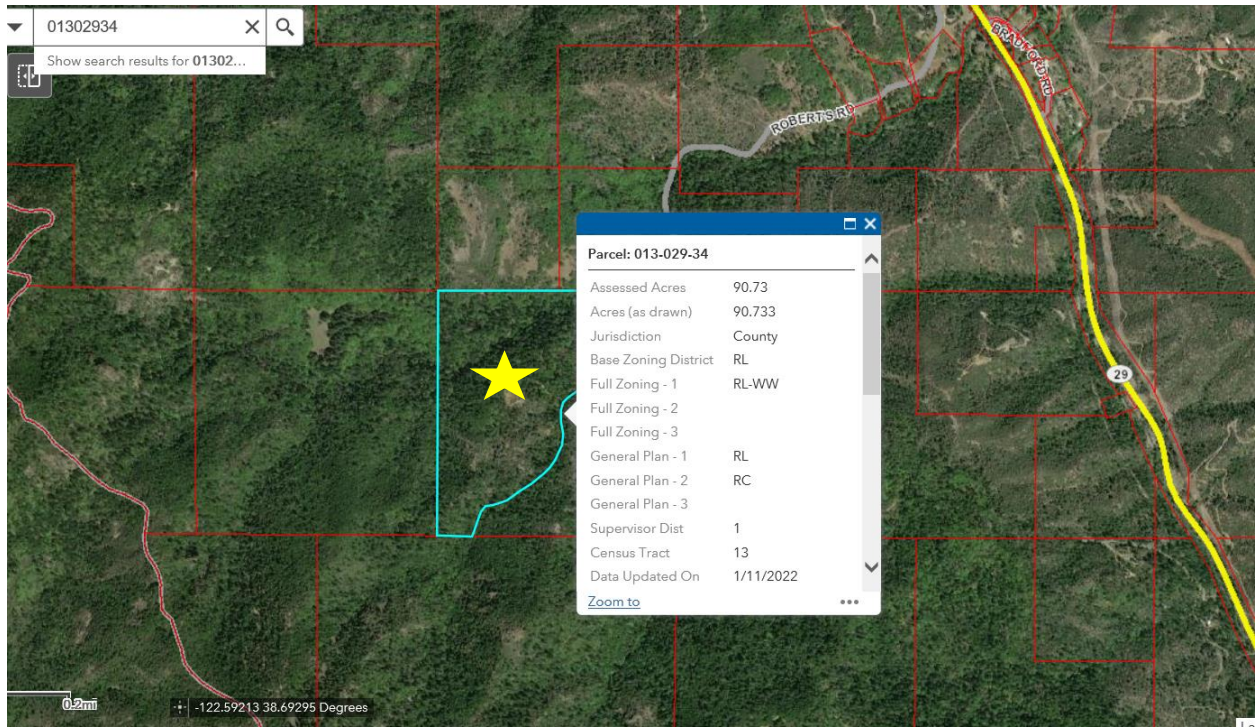 01302934
Show search results for 01302...
BRADFORD RD
ROBERTS RD
Parcel: 013-029-34
Assessed Acres 90.73
Acres (as drawn) 90.733
Jurisdiction County
Base Zoning District RL
Full Zoning - 1 RL-WW
Full Zoning - 2
Full Zoning - 3
General Plan - 1 RL
General Plan - 2 RC
General Plan - 3
Supervisor Dist 1
Census Tract 13
Data Updated On 1/11/2022
Zoom to
29
0.2mi
-122.59213 38.69295 Degrees